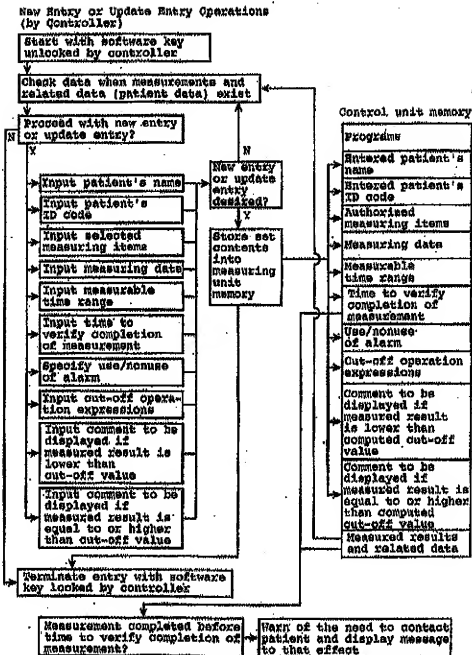 New Entry or Update Entry Operations
(by Controller)
Start with software key
unlocked by controller
Check data when measurements and
related data (patient data) exist
Proceed with new entry
or update entry?
N
Y
Input patient's name
Input patient's
ID code
Input selected
measuring items
Input measuring date
Input measurable
time range
Input time to
verify completion
of measurement
Specify use/nonuse
of alarm
Input cut-off opera-
tion expressions
Input comment to be
displayed if
measured result is
lower than
cut-off value
Input comment to be
displayed if
measured result is
equal to or higher
than cut-off value
N
New entry
or update
entry
desired?
Y
Store set
contents
into
measuring
unit
memory
Control unit memory
Programs
Entered patient's
name
Entered patient's
ID code
Authorized
measuring items
Measuring date
Measurable
time range
Time to verify
completion of
measurement
Use/nonuse
of alarm
Cut-off operation
expressions
Comment to be
displayed if
measured result
is lower than
computed cut-off
value
Comment to be
displayed if
measured result is
equal to or higher
than computed
cut-off value
Measured results
and related data
Terminate entry with software
key locked by controller
Measurement completed before
time to verify completion of
measurement?
Warn of the need to contact
patient and display message
to that effect